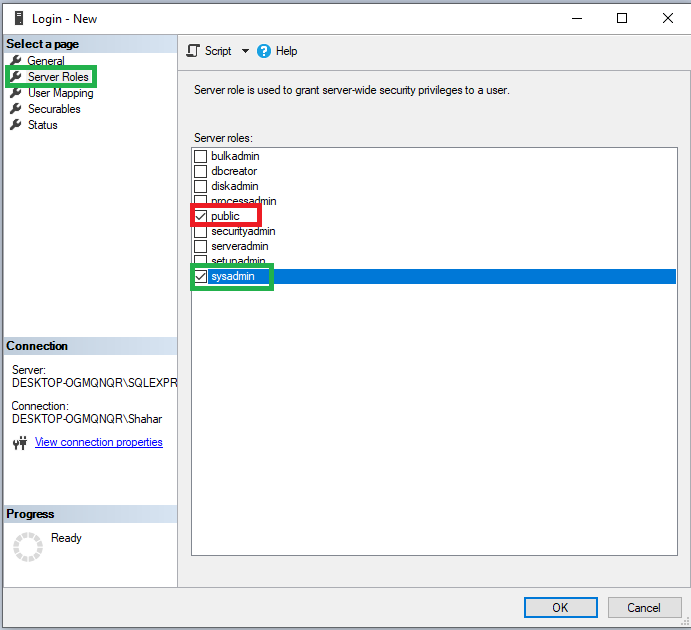 Login - New
Select a page
General
Server Roles
User Mapping
Securables
Status
Script
Help
Server role is used to grant server-wide security privileges to a user.
Server roles:
bulkadmin
dbcreator
diskadmin
processadmin
public
securityadmin
serveradmin
setupadmin
sysadmin
Connection
Server:
DESKTOP-OGMQNQR\SQLEXPR
Connection:
DESKTOP-OGMQNQR\Shahar
View connection properties
Progress
Ready
OK
Cancel